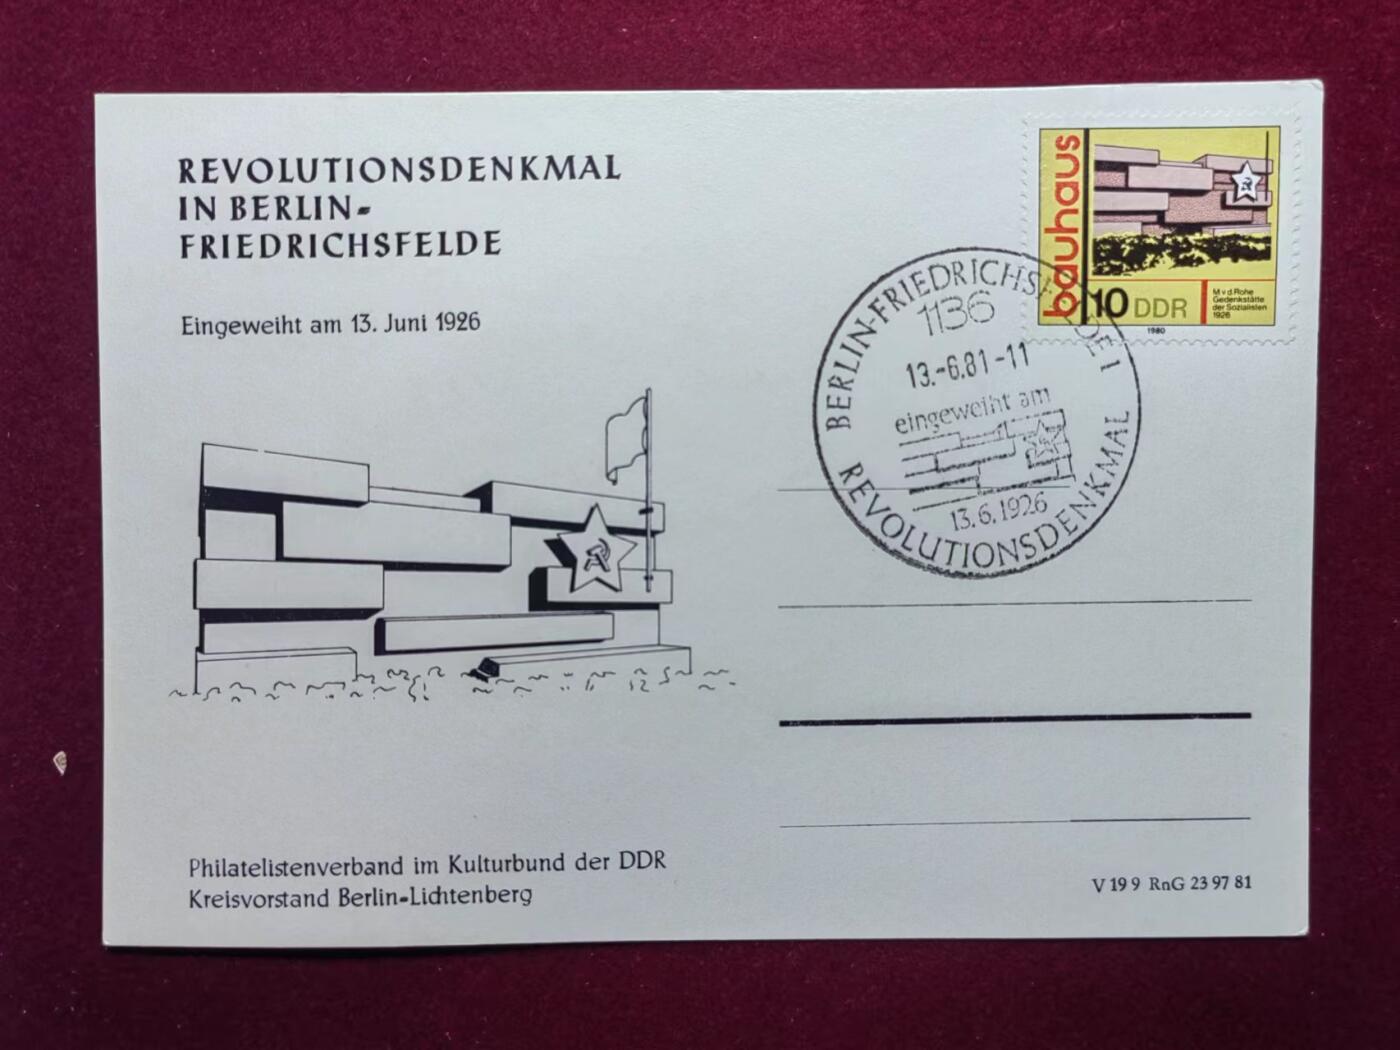 REVOLUTIONSDENKMAL
IN BERLIN-
FRIEDRICHSFELDE
Eingeweiht am 13. Juni 1926
bauhaus
10 DDR
M v d Rohe
Gedenkstätte
der Sozialisten
1926
1980
BERLIN-FRIEDRICHSFELDE 1
1136
13.-6.81-11
eingeweiht am
13.6.1926
REVOLUTIONSDENKMAL
Philatelistenverband im Kulturbund der DDR
Kreisvorstand Berlin-Lichtenberg
V 19 9 RnG 23 97 81